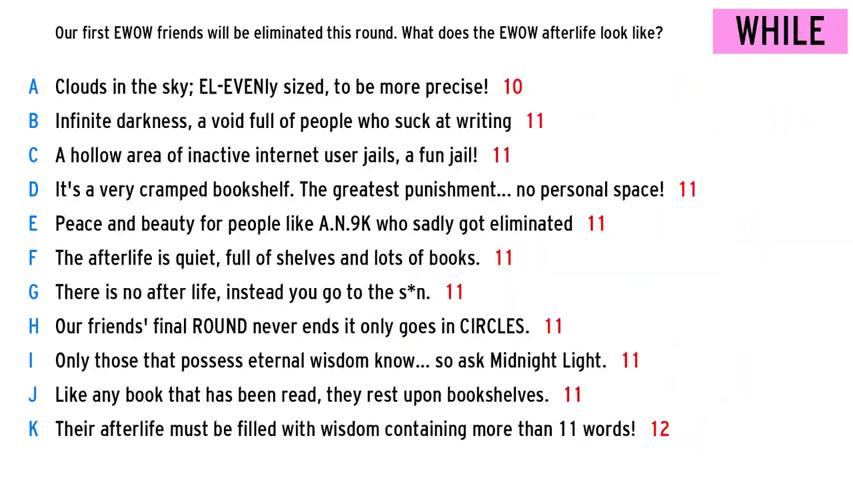 Our first EWOW friends will be eliminated this round. What does the EWOW afterlife look like?
WHILE
A Clouds in the sky; EL-EVENly sized, to be more precise! 10
B Infinite darkness, a void full of people who suck at writing 11
C A hollow area of inactive internet user jails, a fun jail! 11
D It's a very cramped bookshelf. The greatest punishment... no personal space! 11
E Peace and beauty for people like A.N.9K who sadly got eliminated 11
F The afterlife is quiet, full of shelves and lots of books. 11
G There is no after life, instead you go to the s*n. 11
H Our friends' final ROUND never ends it only goes in CIRCLES. 11
I Only those that possess eternal wisdom know... so ask Midnight Light. 11
J Like any book that has been read, they rest upon bookshelves. 11
K Their afterlife must be filled with wisdom containing more than 11 words! 12